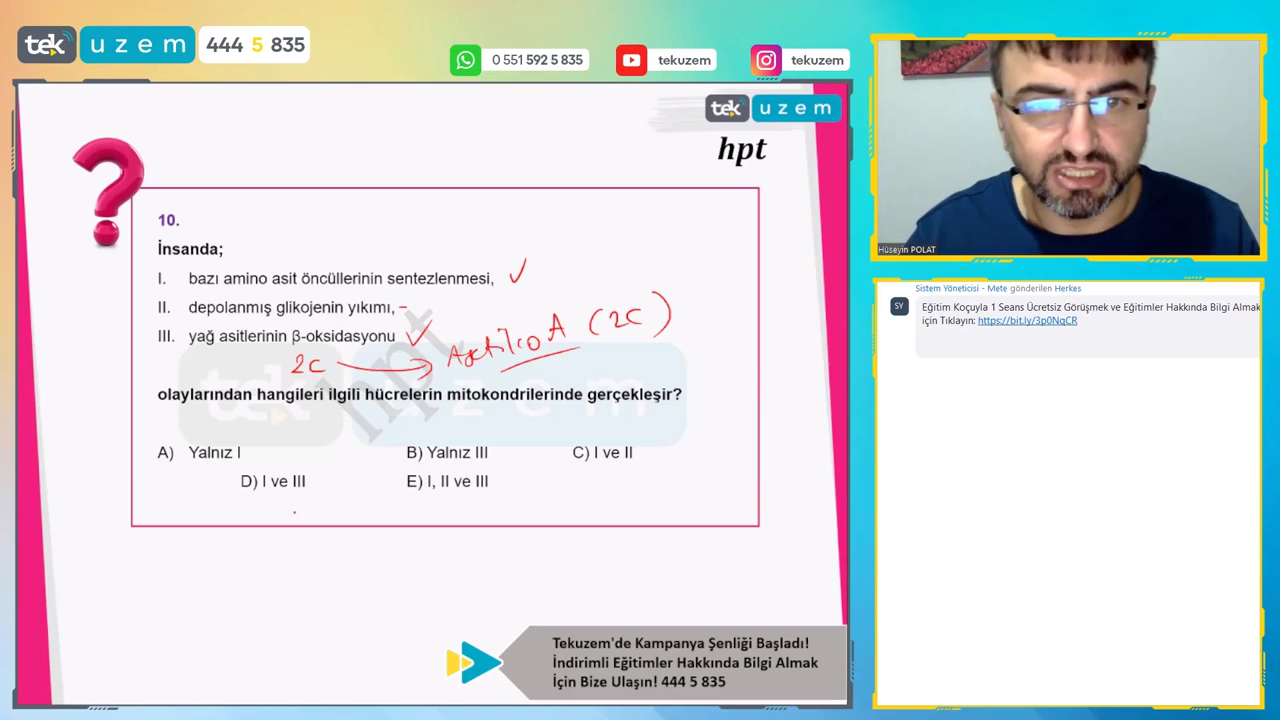 tek uzem 444 5 835
0 551 592 5 835 tekuzem tekuzem
tek uzem
hpt
10.
İnsanda;
I. bazı amino asit öncüllerinin sentezlenmesi,
II. depolanmış glikojenin yıkımı,
III. yağ asitlerinin β-oksidasyonu
2C → AsetilcoA (2C)
olaylarından hangileri ilgili hücrelerin mitokondrilerinde gerçekleşir?
A) Yalnız I B) Yalnız III C) I ve II
D) I ve III E) I, II ve III
hpt
tek uzem
Tekuzem'de Kampanya Şenliği Başladı!
İndirimli Eğitimler Hakkında Bilgi Almak
İçin Bize Ulaşın! 444 5 835
Hüseyin POLAT
Sistem Yöneticisi - Mete gönderilen Herkes
SY
Eğitim Koçuyla 1 Seans Ücretsiz Görüşmek ve Eğitimler Hakkında Bilgi Almak
için Tıklayın: https://bit.ly/3p0NqCR